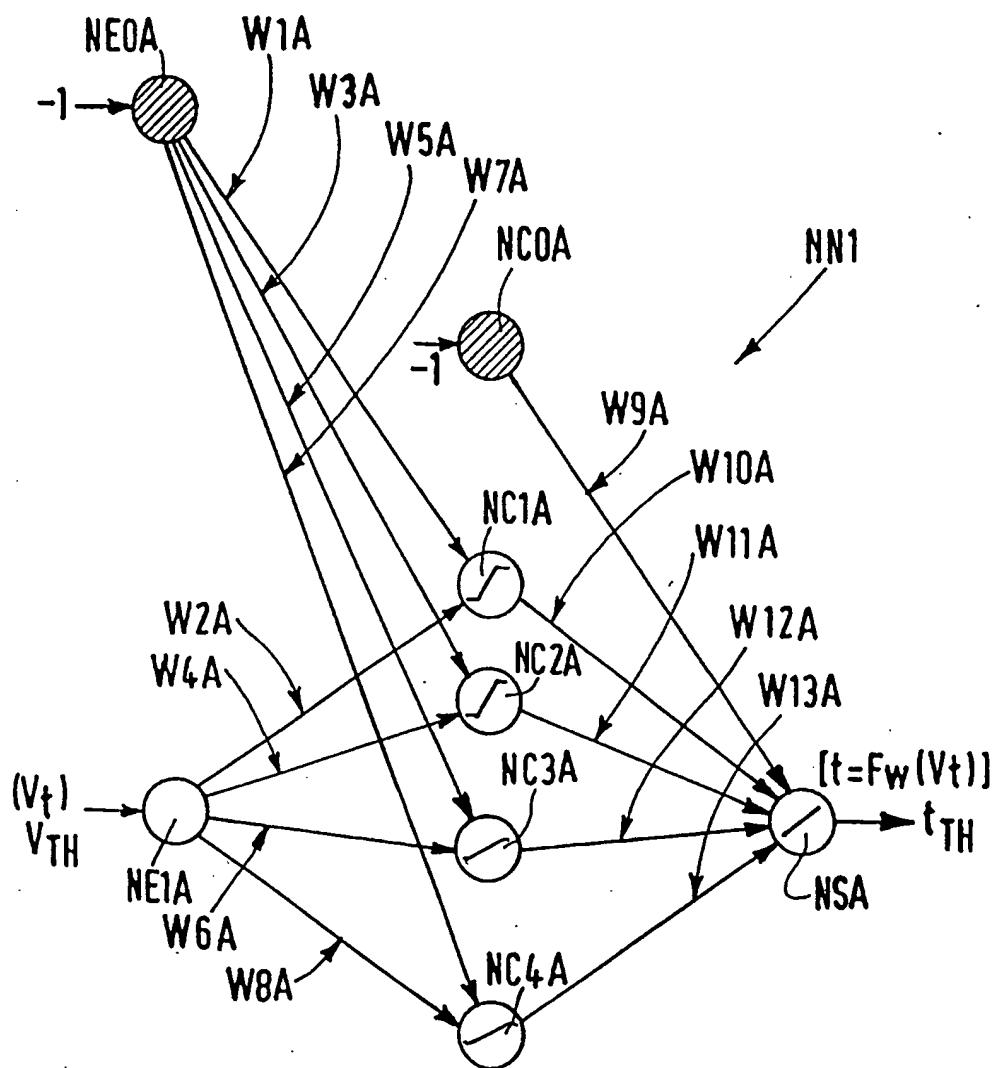 NE0A
W1A
W3A
-1
W5A
W7A
NC0A
NN1
-1
W9A
W10A
NC1A
W11A
W2A
W12A
W4A
NC2A
W13A
NC3A
[t=Fw(Vt)]
(Vt)
VTH
tTH
NE1A
NSA
W6A
W8A
NC4A